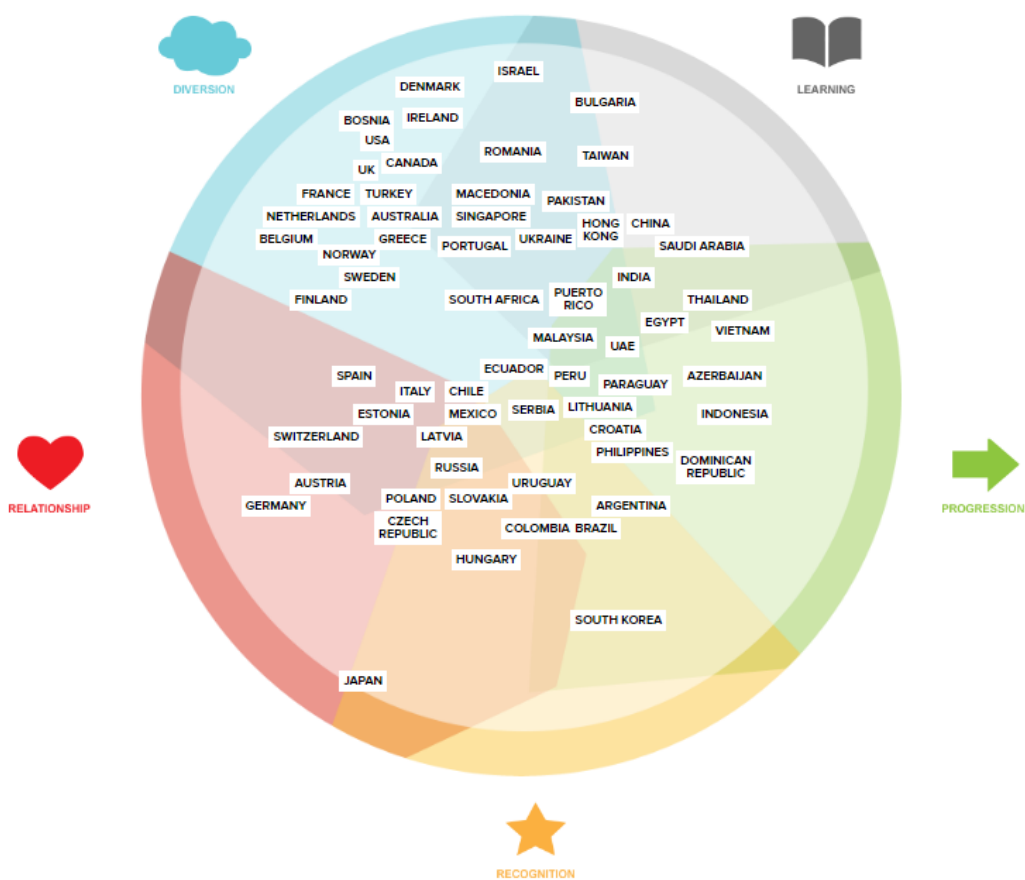 DIVERSION
LEARNING
ISRAEL
DENMARK
BULGARIA
BOSNIA
IRELAND
USA
ROMANIA
TAIWAN
UK
CANADA
FRANCE
TURKEY
MACEDONIA
PAKISTAN
NETHERLANDS
AUSTRALIA
SINGAPORE
HONG
KONG
CHINA
BELGIUM
GREECE
PORTUGAL
UKRAINE
SAUDI ARABIA
NORWAY
SWEDEN
INDIA
FINLAND
SOUTH AFRICA
PUERTO
RICO
THAILAND
EGYPT
VIETNAM
MALAYSIA
UAE
SPAIN
ECUADOR
PERU
PARAGUAY
AZERBAIJAN
ITALY
CHILE
ESTONIA
MEXICO
SERBIA
LITHUANIA
INDONESIA
SWITZERLAND
LATVIA
CROATIA
PHILIPPINES
DOMINICAN
REPUBLIC
RUSSIA
AUSTRIA
URUGUAY
GERMANY
POLAND
SLOVAKIA
ARGENTINA
RELATIONSHIP
PROGRESSION
CZECH
REPUBLIC
COLOMBIA
BRAZIL
HUNGARY
SOUTH KOREA
JAPAN
RECOGNITION